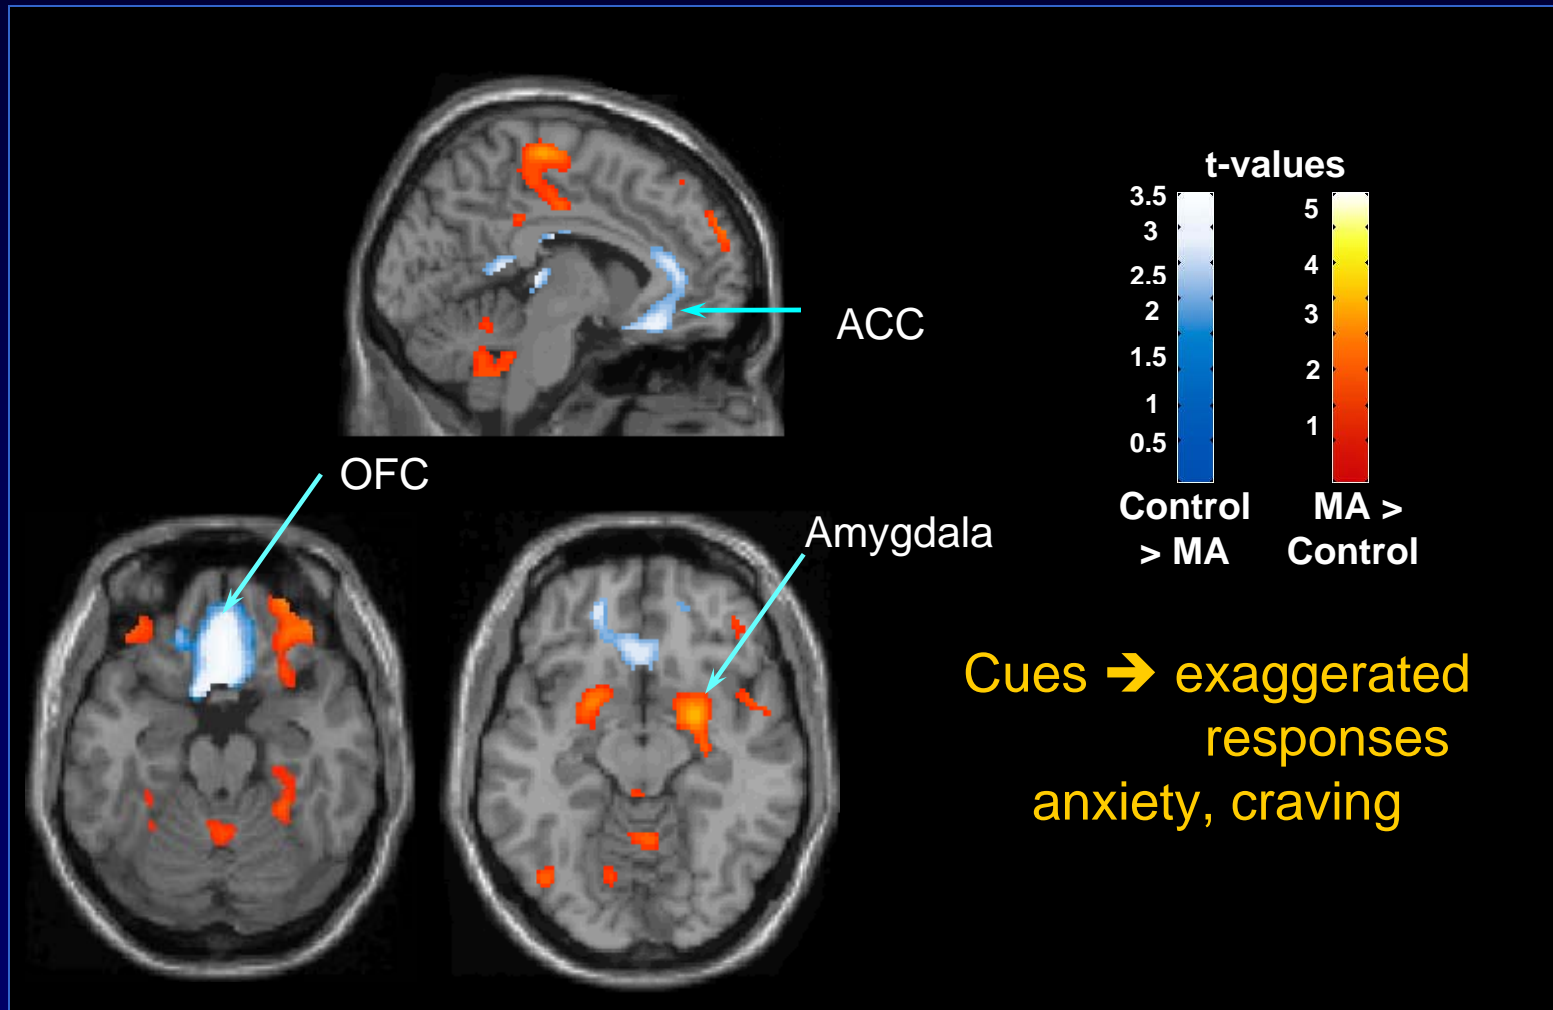 t-values
3.5
3
2.5
2
1.5
1
0.5
5
4
3
2
1
Control
> MA
MA >
Control
ACC
OFC
Amygdala
Cues ➔ exaggerated
responses
anxiety, craving